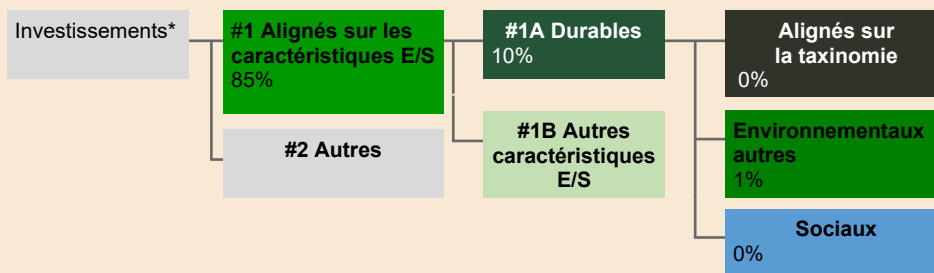 Investissements*
#1 Alignés sur les
caractéristiques E/S
85%
#2 Autres
#1A Durables
10%
#1B Autres
caractéristiques
E/S
Alignés sur
la taxinomie
0%
Environnementaux
autres
1%
Sociaux
0%